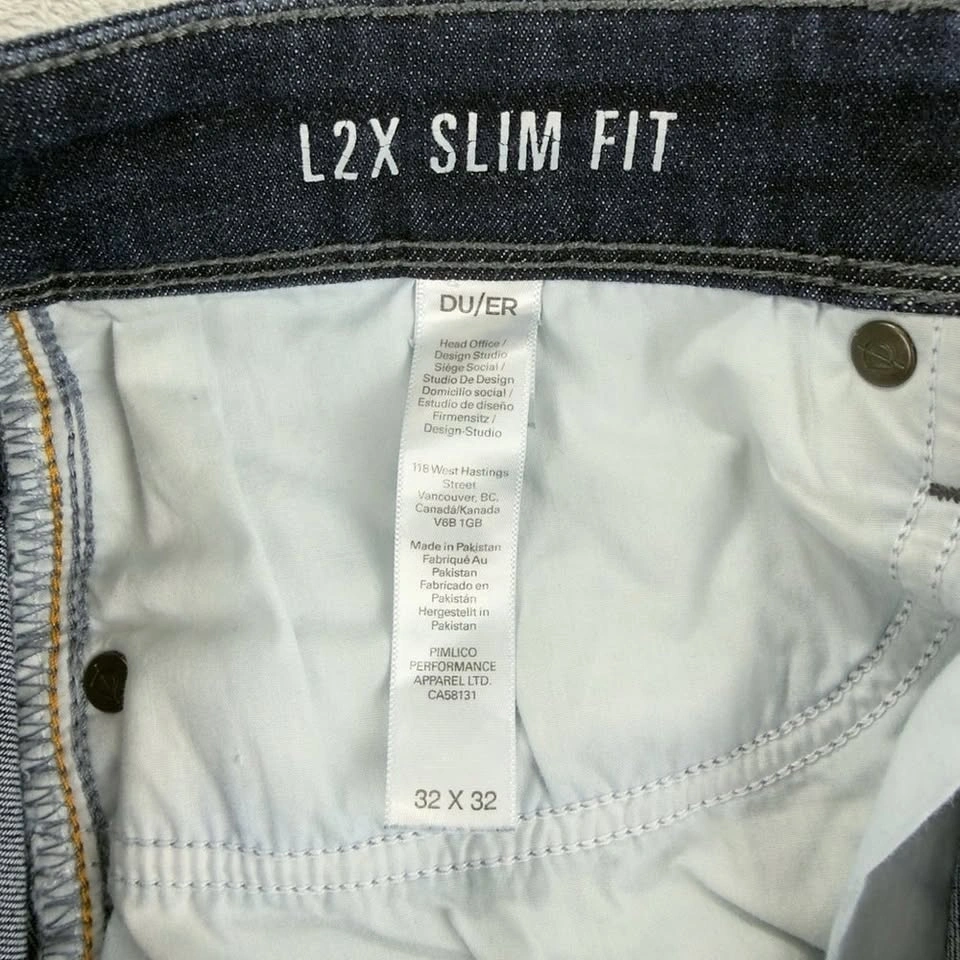 L2X SLIM FIT
DU/ER
Head Office /
Design Studio
Siège Social /
Studio De Design
Domicilio social /
Estudio de diseño
Firmensitz /
Design-Studio
118 West Hastings
Street
Vancouver, BC,
Canadá/Kanada
V6B 1GB
Made in Pakistan
Fabriqué Au
Pakistan
Fabricado en
Pakistán
Hergestellt in
Pakistan
PIMLICO
PERFORMANCE
APPAREL LTD.
CA58131
32 X 32